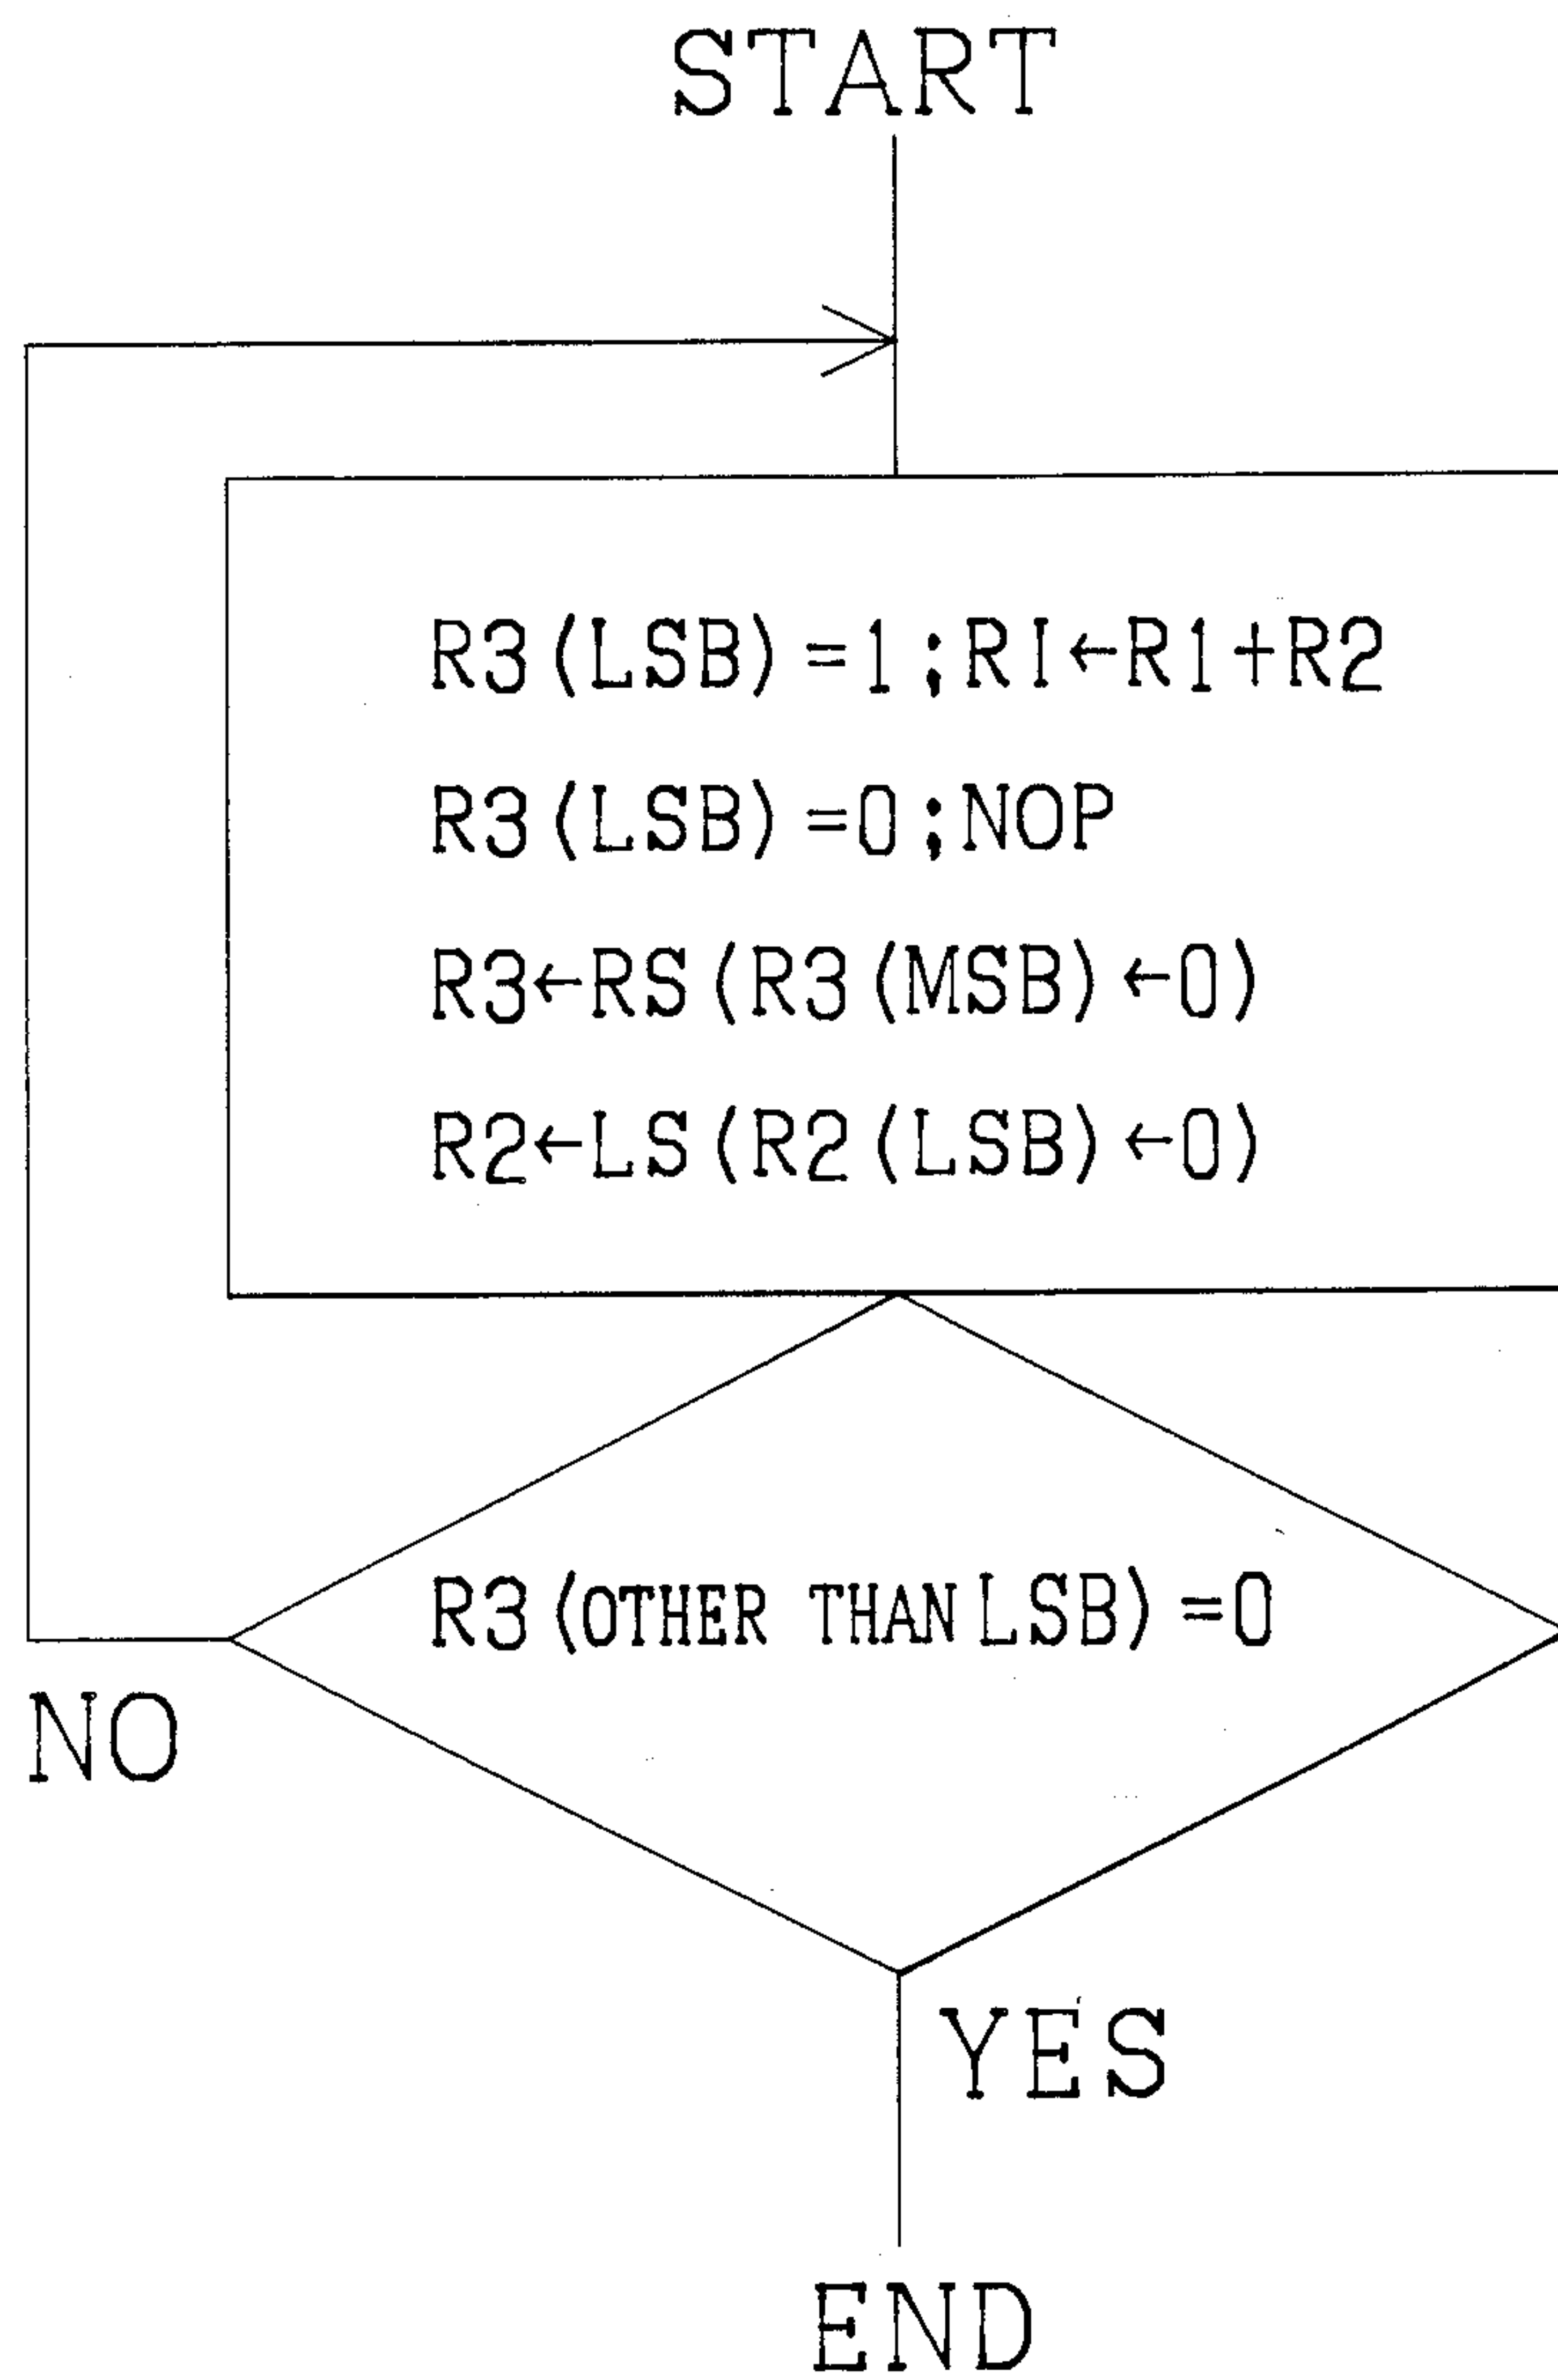 START
R3(LSB)=1;RI←R1+R2
R3(LSB)=0;NOP
R3←RS(R3(MSB)←0)
R2←LS(R2(LSB)←0)
R3(OTHER THAN LSB)=0
NO
YES
END